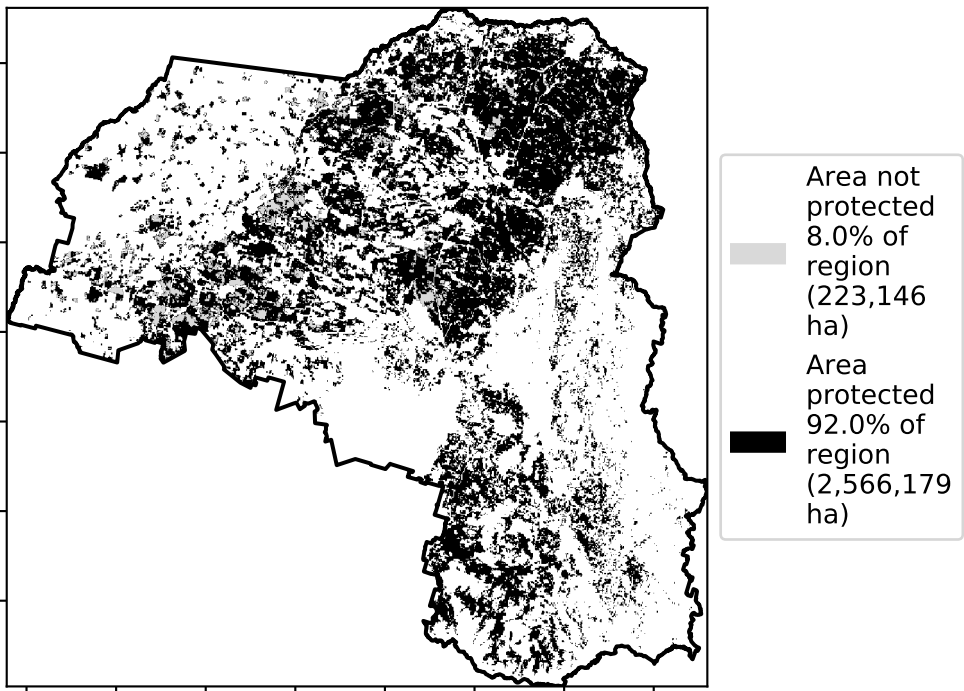 Area not
protected
8.0% of
region
(223,146
ha)
Area
protected
92.0% of
region
(2,566,179
ha)